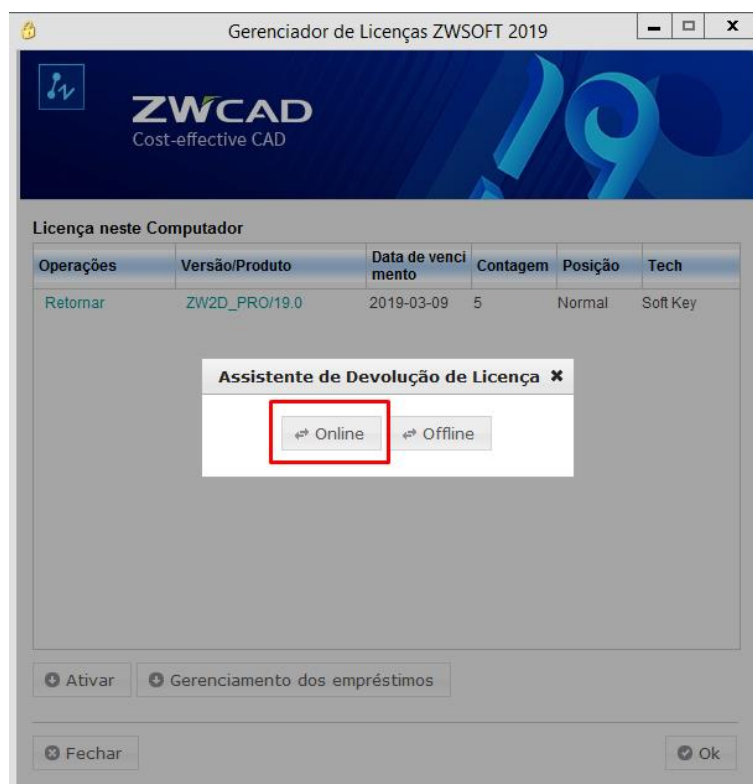 Gerenciador de Licenças ZWSOFT 2019
ZWCAD
Cost-effective CAD
19
Licença neste Computador
Operações Versão/Produto Data de venci
mento Contagem Posição Tech
Retornar ZW2D_PRO/19.0 2019-03-09 5 Normal Soft Key
Assistente de Devolução de Licença
Online Offline
Ativar Gerenciamento dos empréstimos
Fechar Ok